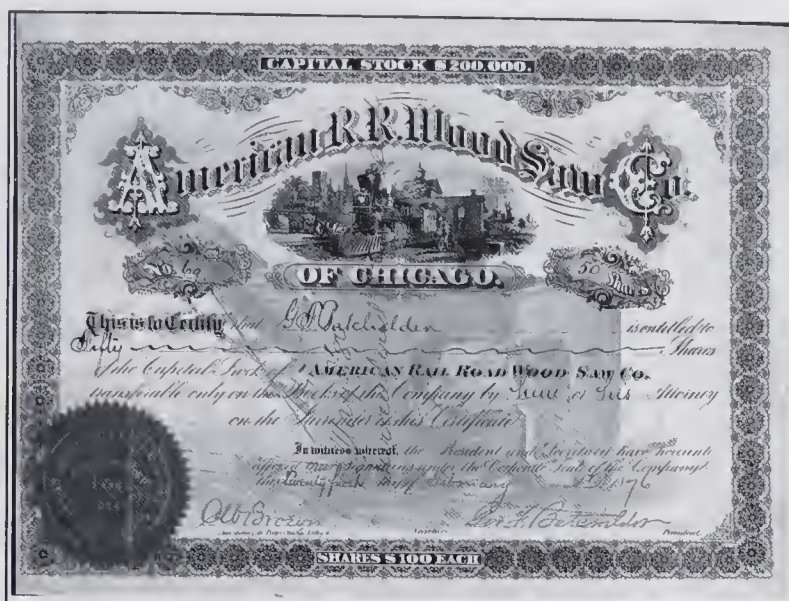 CAPITAL STOCK $200,000.
American R.R. Wood Saw Co.
OF CHICAGO.
No 69
50 Shares
This is to Certify that is entitled to
Fifty Shares
of the Capital Stock of AMERICAN RAIL ROAD WOOD SAW CO.
transferable only on the Books of the Company by or his Attorney
on the Surrender of this Certificate
In witness whereof, the President and Secretary have hereunto
affixed their signatures under the Corporate Seal of the Company
this day of A.D. 1876
Brown
Secretary
President
SHARES $100 EACH